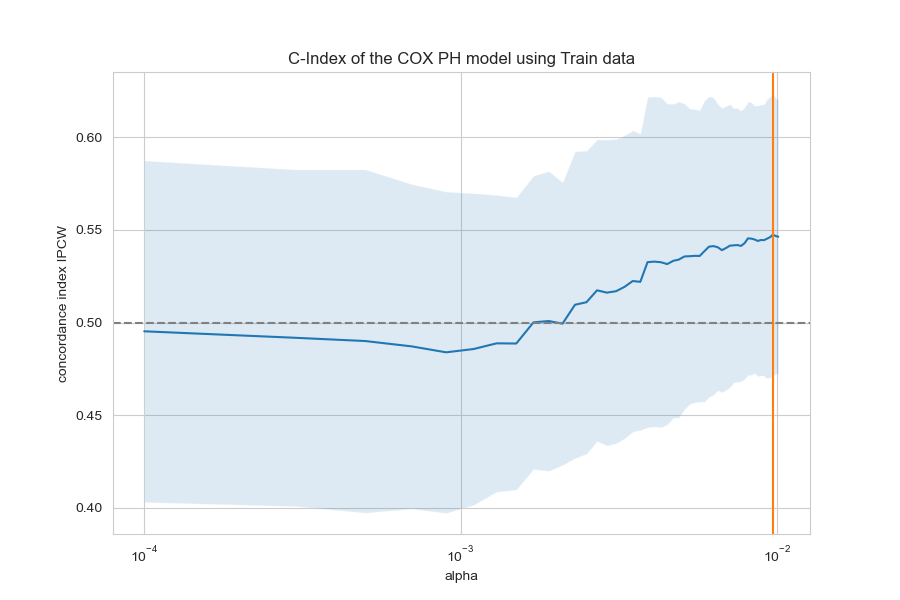 C-Index of the COX PH model using Train data
concordance index IPCW
0.60
0.55
0.50
0.45
0.40
10⁻⁴
10⁻³
10⁻²
alpha